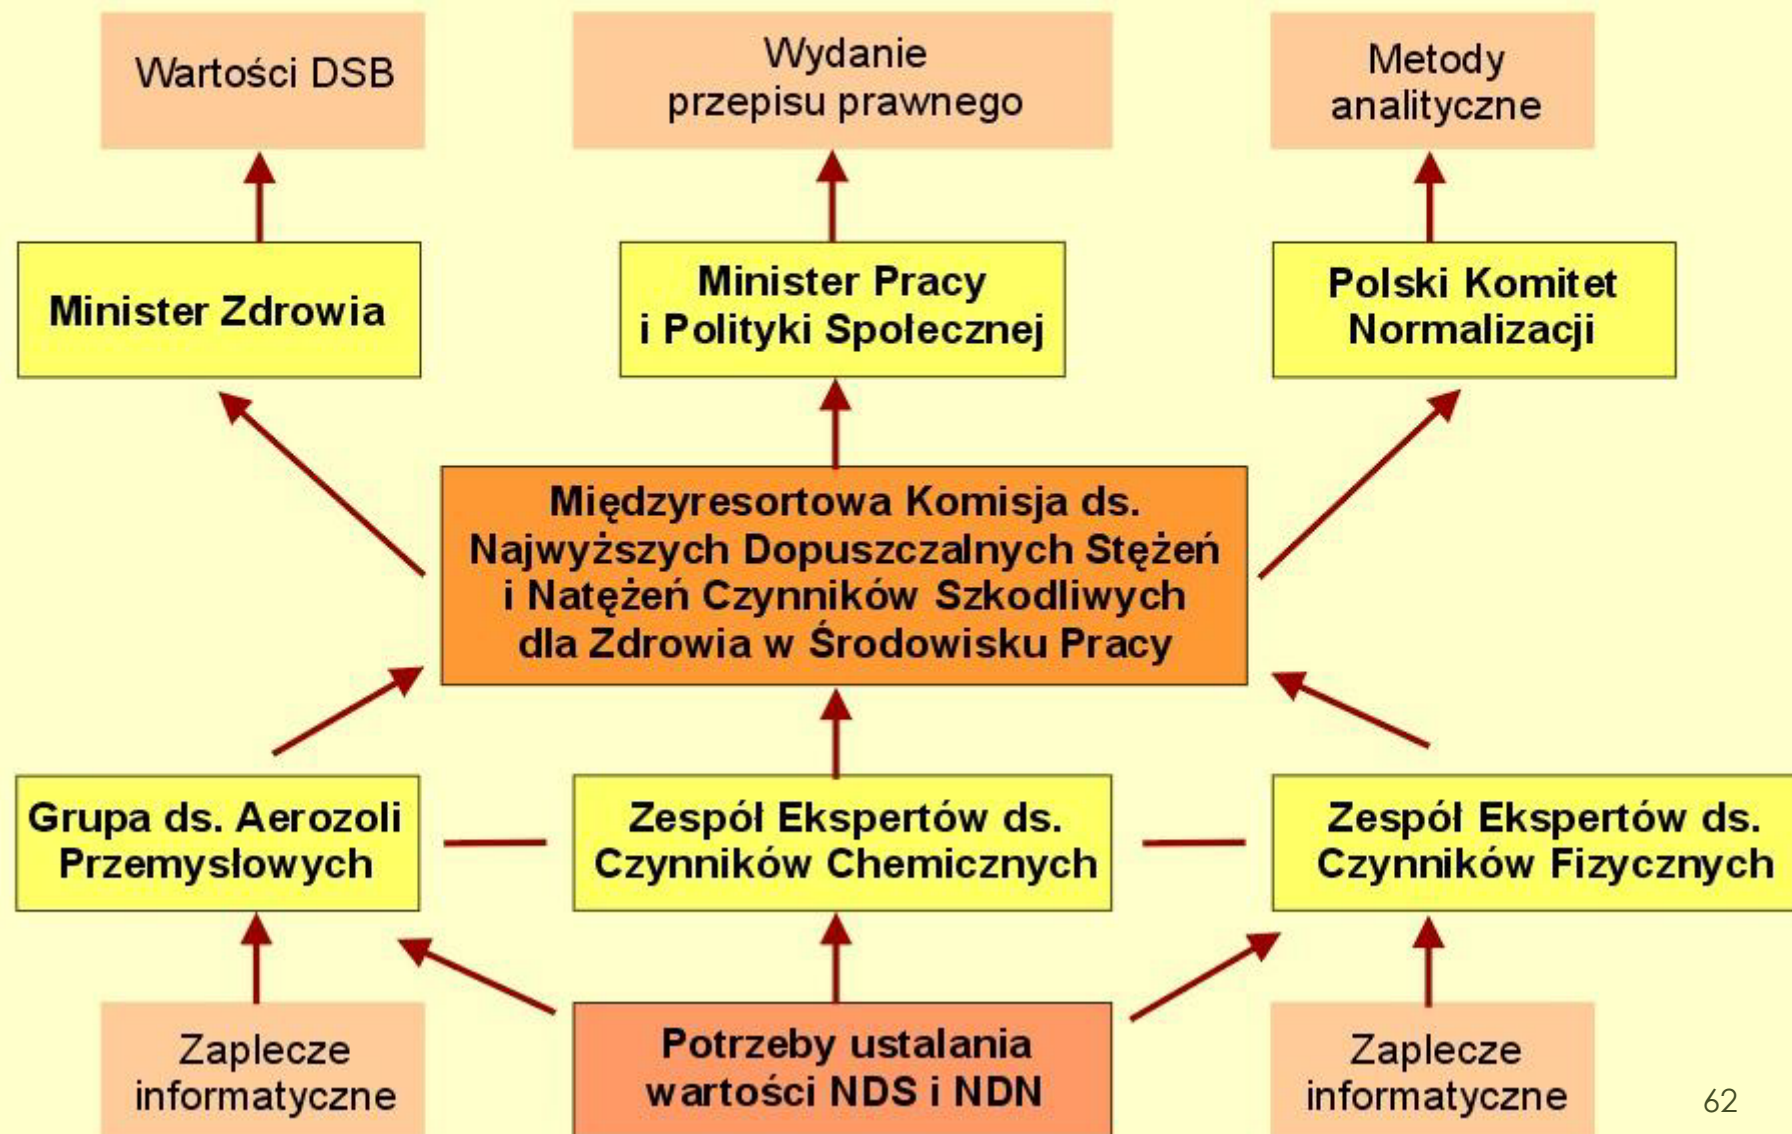 Wartości DSB
Wydanie
przepisu prawnego
Metody
analityczne
Minister Zdrowia
Minister Pracy
i Polityki Społecznej
Polski Komitet
Normalizacji
Międzyresortowa Komisja ds.
Najwyższych Dopuszczalnych Stężeń
i Natężeń Czynników Szkodliwych
dla Zdrowia w Środowisku Pracy
Grupa ds. Aerozoli
Przemysłowych
Zespół Ekspertów ds.
Czynników Chemicznych
Zespół Ekspertów ds.
Czynników Fizycznych
Zaplecze
informatyczne
Potrzeby ustalania
wartości NDS i NDN
Zaplecze
informatyczne
62